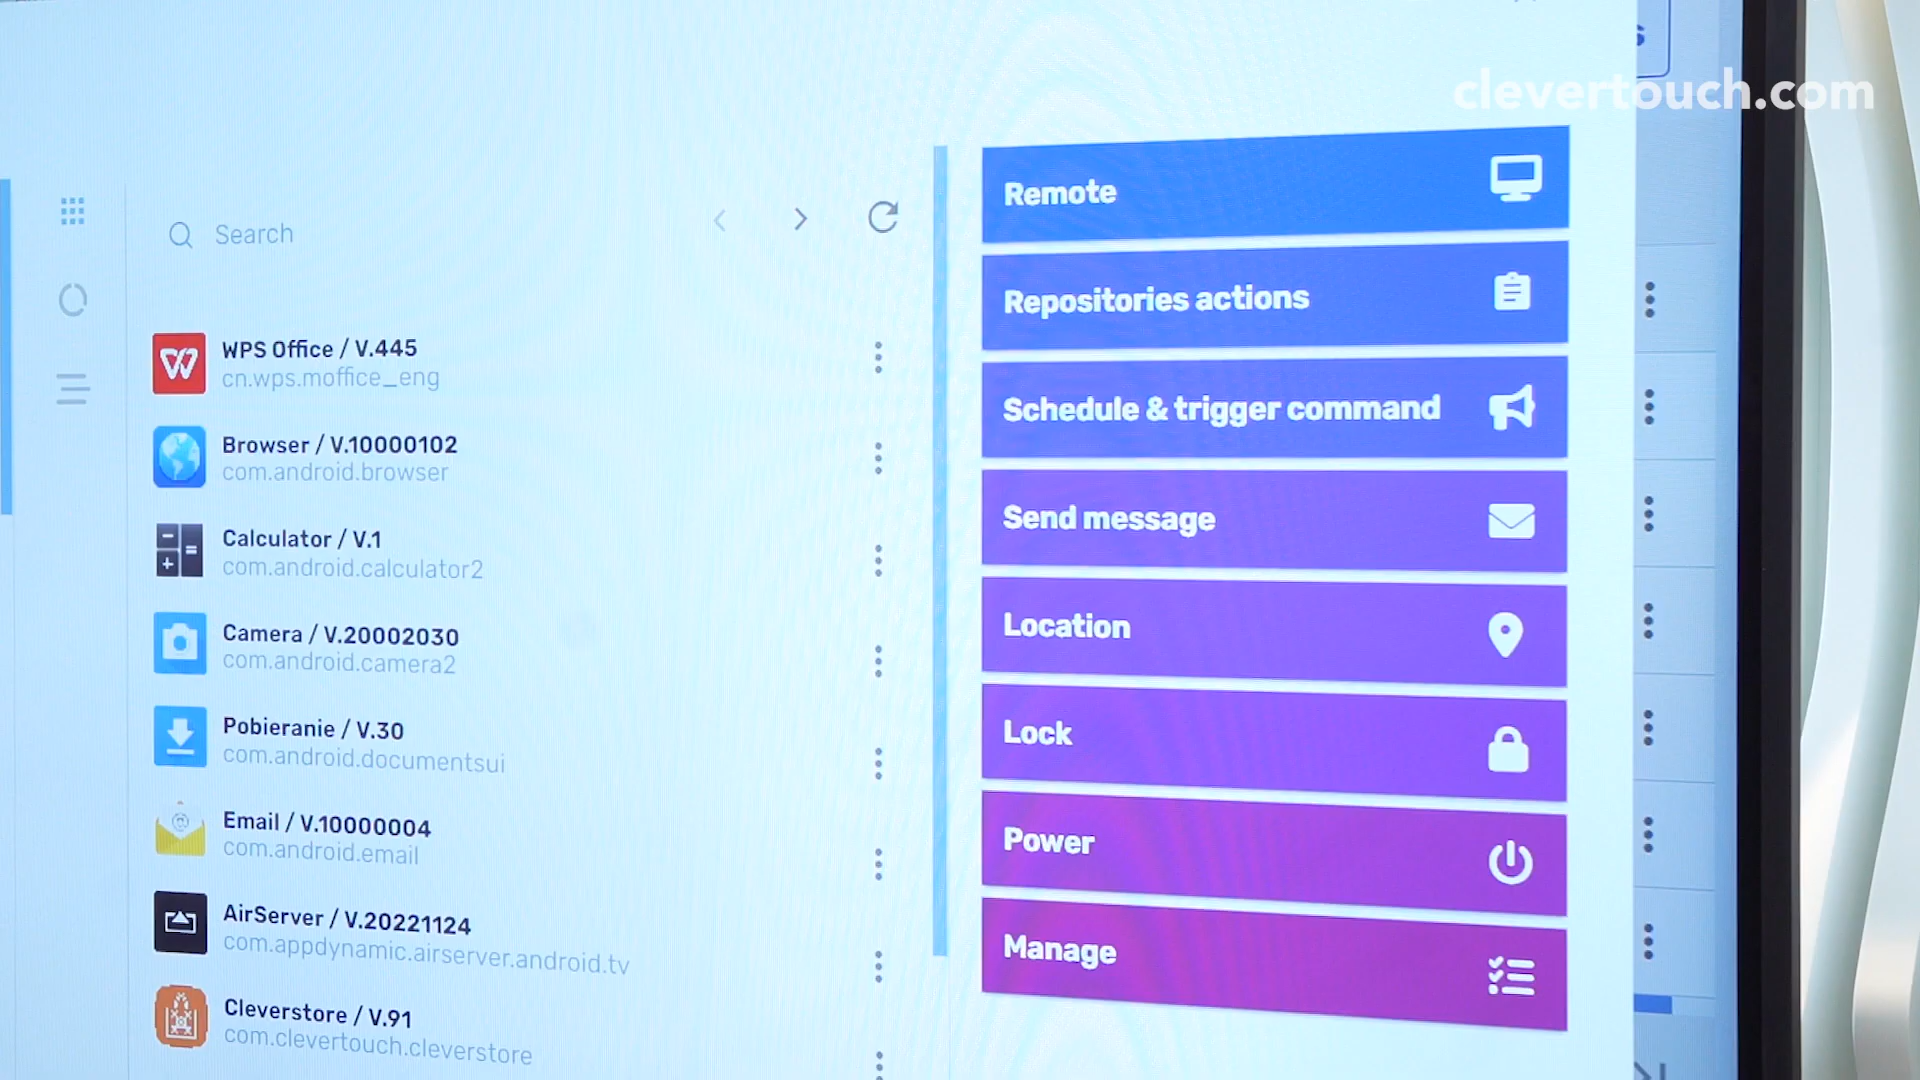 clevertouch.com
Search
WPS Office / V.445
cn.wps.moffice_eng
Browser / V.10000102
com.android.browser
Calculator / V.1
com.android.calculator2
Camera / V.20002030
com.android.camera2
Pobieranie / V.30
com.android.documentsui
Email / V.10000004
com.android.email
AirServer / V.20221124
com.appdynamic.airserver.android.tv
Cleverstore / V.91
com.clevertouch.cleverstore
Remote
Repositories actions
Schedule & trigger command
Send message
Location
Lock
Power
Manage